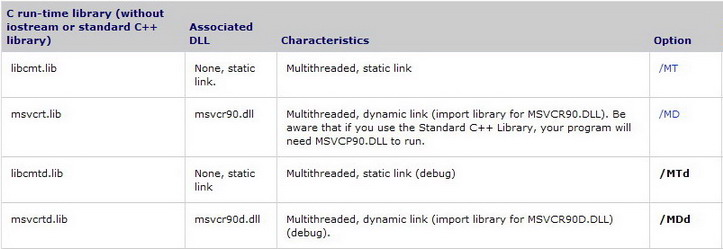 C run-time library (without
iostream or standard C++
library)
Associated
DLL
Characteristics
Option
libcmt.lib
None, static
link.
Multithreaded, static link
/MT
msvcrt.lib
msvcr90.dll
Multithreaded, dynamic link (import library for MSVCR90.DLL). Be
aware that if you use the Standard C++ Library, your program will
need MSVCP90.DLL to run.
/MD
libcmtd.lib
None, static
link
Multithreaded, static link (debug)
/MTd
msvcrtd.lib
msvcr90d.dll
Multithreaded, dynamic link (import library for MSVCR90D.DLL)
(debug).
/MDd